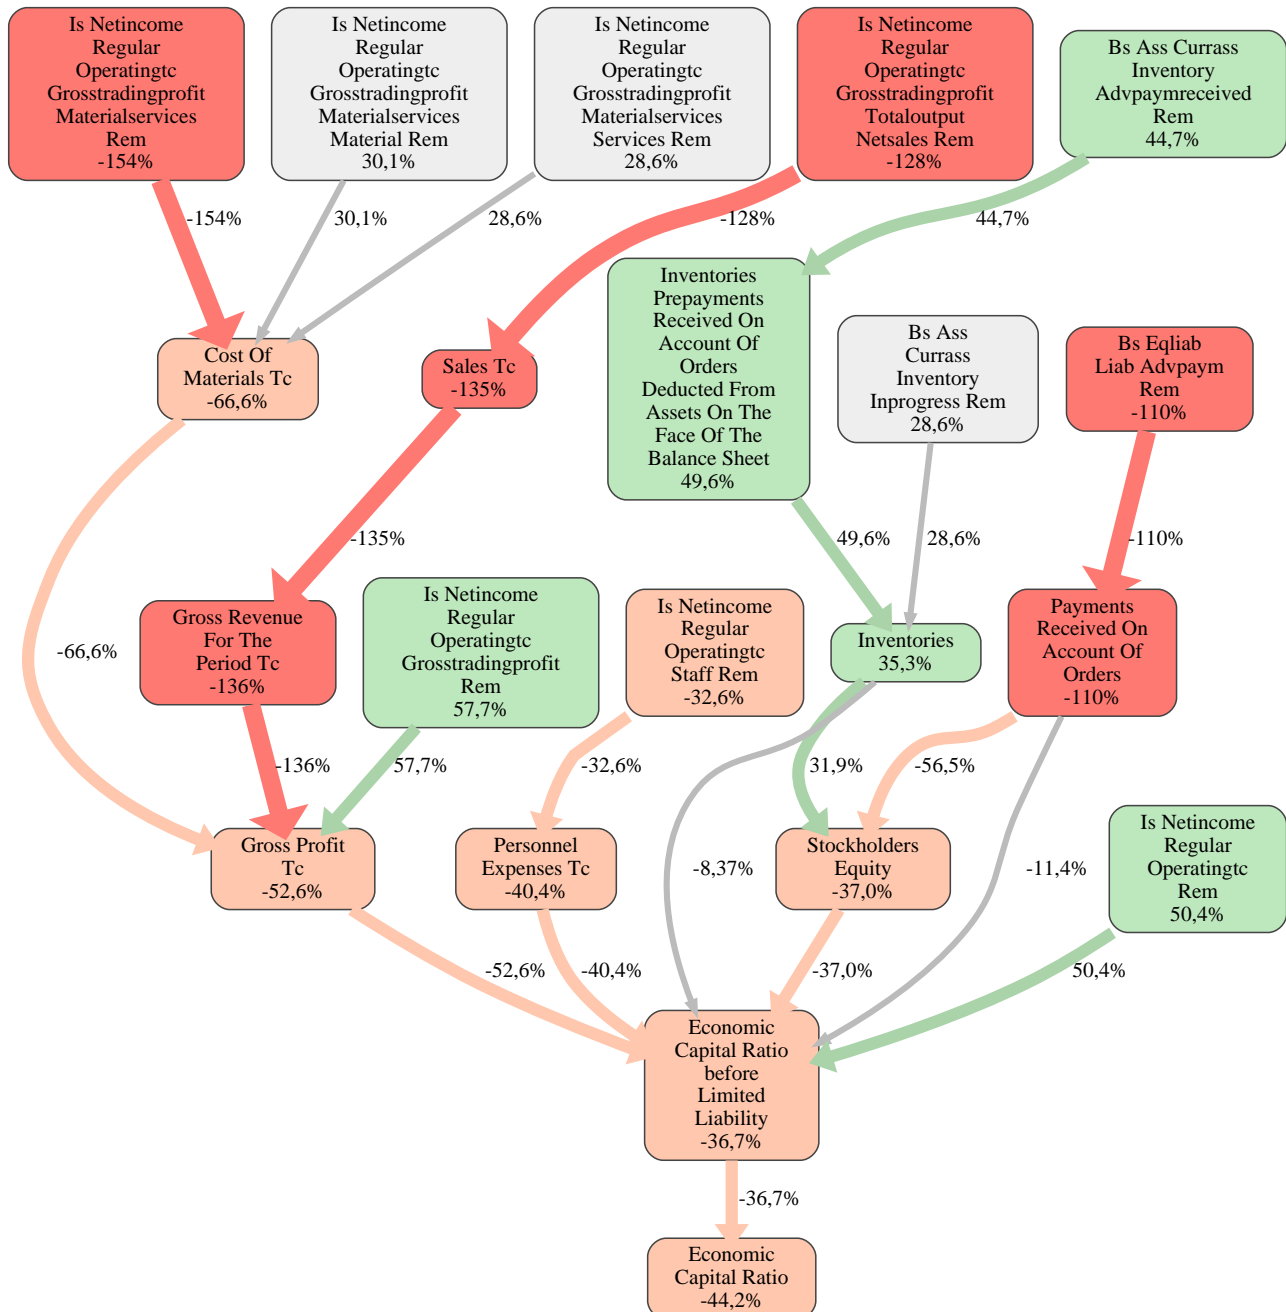 Is Netincome
Regular
Operatingtc
Grosstradingprofit
Materialservices
Rem
-154%
Is Netincome
Regular
Operatingtc
Grosstradingprofit
Materialservices
Material Rem
30,1%
Is Netincome
Regular
Operatingtc
Grosstradingprofit
Materialservices
Services Rem
28,6%
Is Netincome
Regular
Operatingtc
Grosstradingprofit
Totaloutput
Netsales Rem
-128%
Bs Ass Currass
Inventory
Advpaymreceived
Rem
44,7%
-154%
30,1%
28,6%
-128%
44,7%
Cost Of
Materials Tc
-66,6%
Sales Tc
-135%
Inventories
Prepayments
Received On
Account Of
Orders
Deducted From
Assets On The
Face Of The
Balance Sheet
49,6%
Bs Ass
Currass
Inventory
Inprogress Rem
28,6%
Bs Eqliab
Liab Advpaym
Rem
-110%
-135%
49,6%
28,6%
-110%
-66,6%
Gross Revenue
For The
Period Tc
-136%
Is Netincome
Regular
Operatingtc
Grosstradingprofit
Rem
57,7%
Is Netincome
Regular
Operatingtc
Staff Rem
-32,6%
Inventories
35,3%
Payments
Received On
Account Of
Orders
-110%
-136%
57,7%
-32,6%
31,9%
-56,5%
Gross Profit
Tc
-52,6%
Personnel
Expenses Tc
-40,4%
-8,37%
Stockholders
Equity
-37,0%
-11,4%
Is Netincome
Regular
Operatingtc
Rem
50,4%
-52,6%
-40,4%
-37,0%
50,4%
Economic
Capital Ratio
before
Limited
Liability
-36,7%
-36,7%
Economic
Capital Ratio
-44,2%